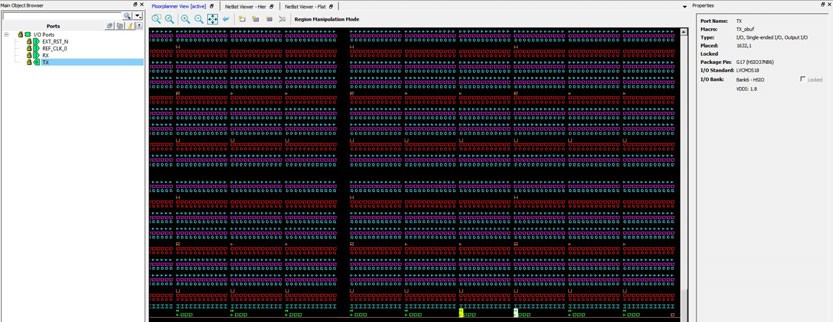 Main Object Browser
Ports
I/O Ports
EXT_RST_N
REF_CLK_0
RX
TX
Floorplanner View [active]
Netlist View - Hier
Netlist View - Flat
Region Manipulation Mode
Properties
Port Name: TX
Macro: TX_obuf
Type: I/O, Single-ended I/O, Output I/O
Placed: 1632,1
Locked
Package Pin: G17 (HSIO37NB6)
I/O Standard: LVCMOS18
I/O Bank: Bank6 - HSIO
Locked
VDDI: 1.8